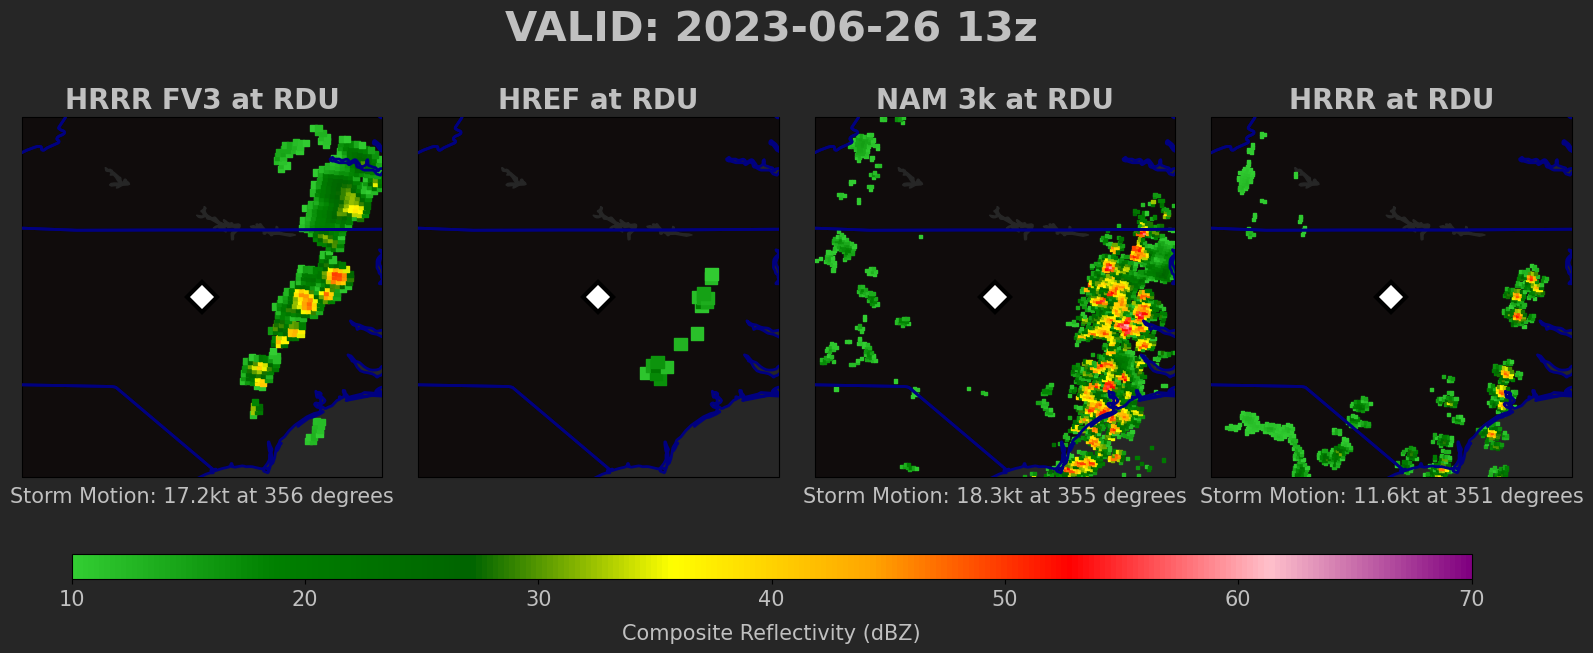 VALID: 2023-06-26 13z
HRRR FV3 at RDU
HREF at RDU
NAM 3k at RDU
HRRR at RDU
Storm Motion: 17.2kt at 356 degrees
Storm Motion: 18.3kt at 355 degrees
Storm Motion: 11.6kt at 351 degrees
10 20 30 40 50 60 70
Composite Reflectivity (dBZ)